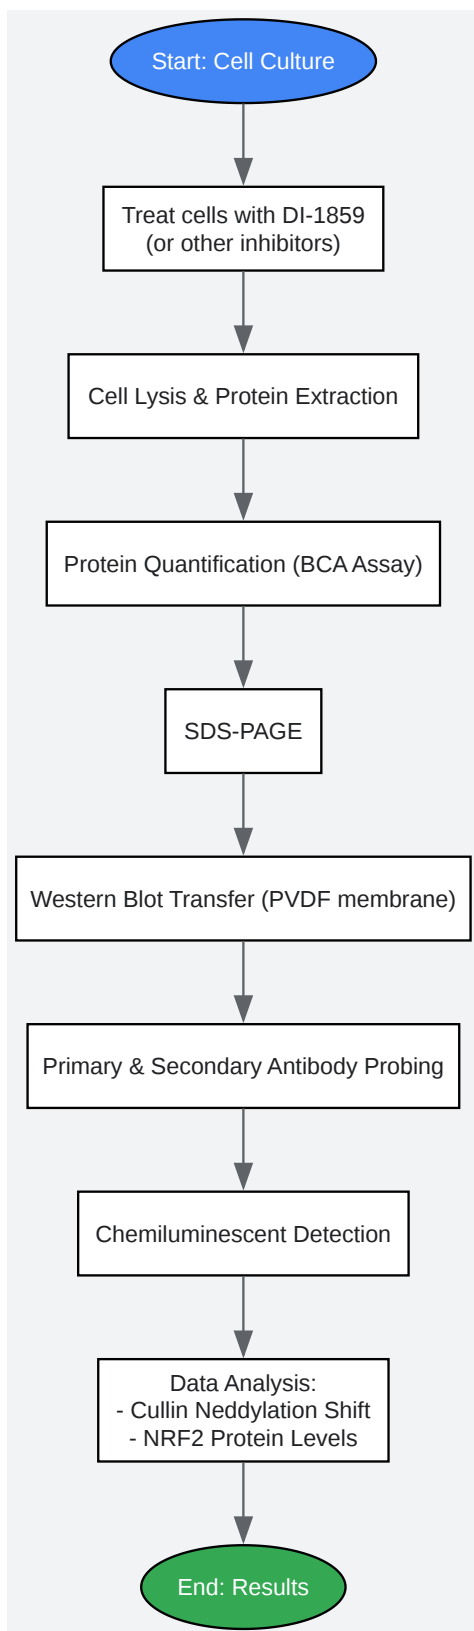 Start: Cell Culture
Treat cells with DI-1859
(or other inhibitors)
Cell Lysis & Protein Extraction
Protein Quantification (BCA Assay)
SDS-PAGE
Western Blot Transfer (PVDF membrane)
Primary & Secondary Antibody Probing
Chemiluminescent Detection
Data Analysis:
- Cullin Neddylation Shift
- NRF2 Protein Levels
End: Results